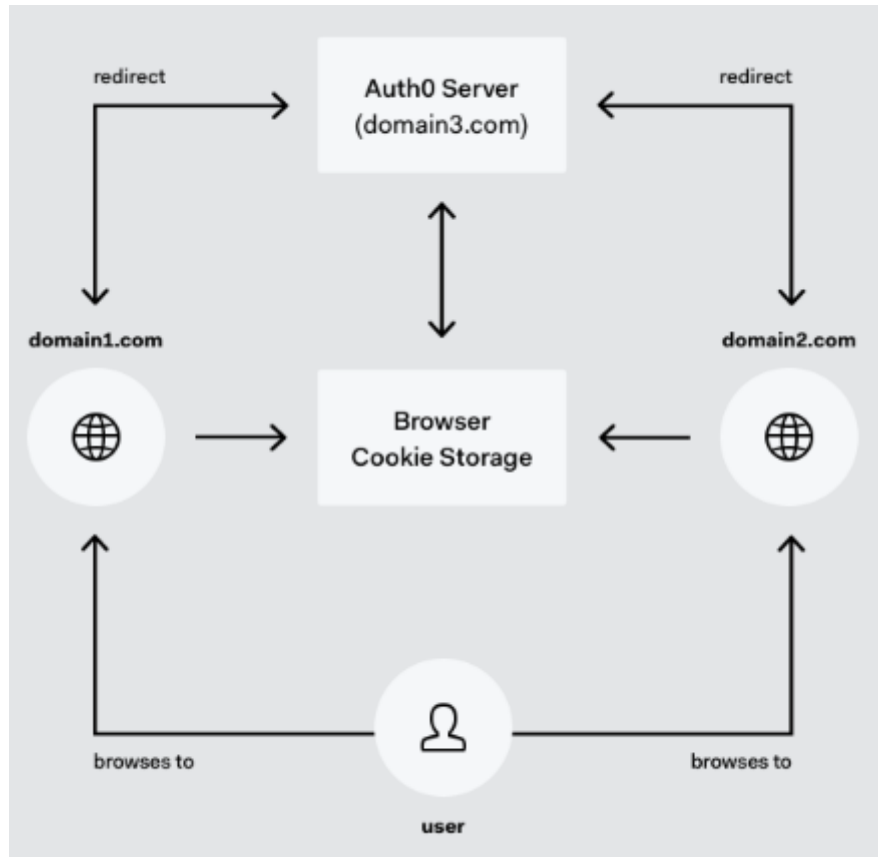 redirect
Auth0 Server
(domain3.com)
redirect
domain1.com
domain2.com
Browser
Cookie Storage
browses to
browses to
user